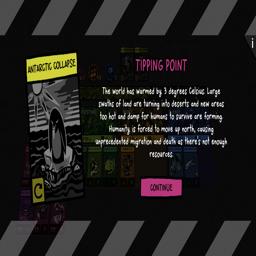 ANTARCTIC COLLAPSE
TIPPING POINT
The world has warmed by 3 degrees Celsius. Large
swaths of land are turning into deserts and new areas
too hot and damp for humans to survive are forming.
Humanity is forced to move up north, causing
unprecedented migration and death as there's not enough
resources.
CONTINUE